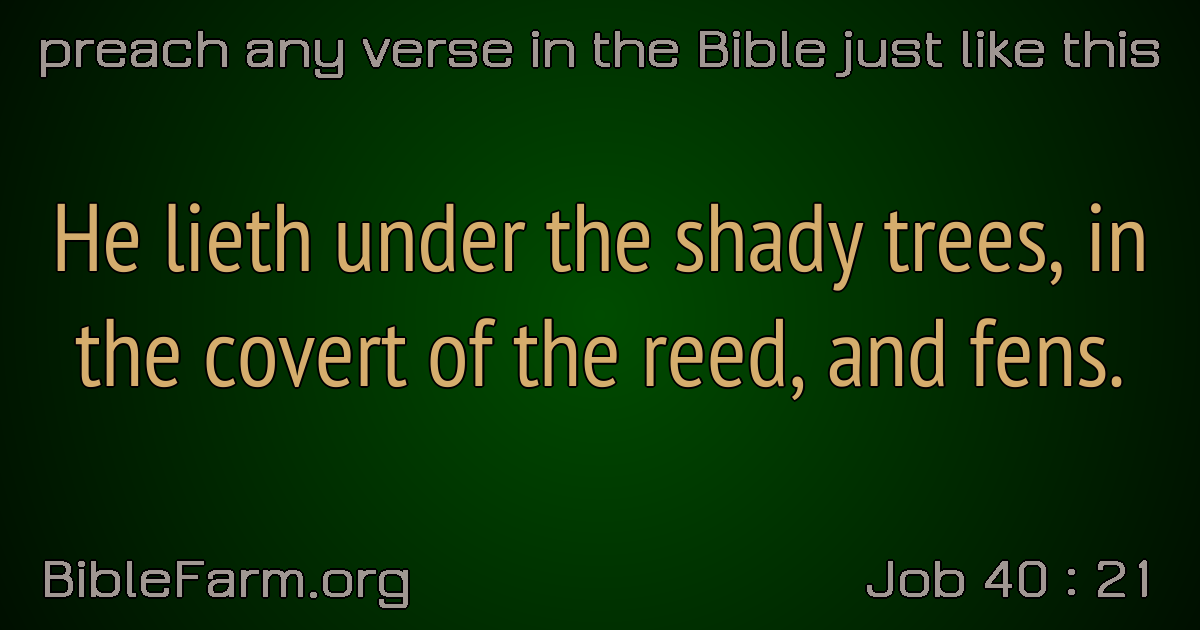 preach any verse in the Bible just like this
He lieth under the shady trees, in
the covert of the reed, and fens.
BibleFarm.org
Job 40 : 21